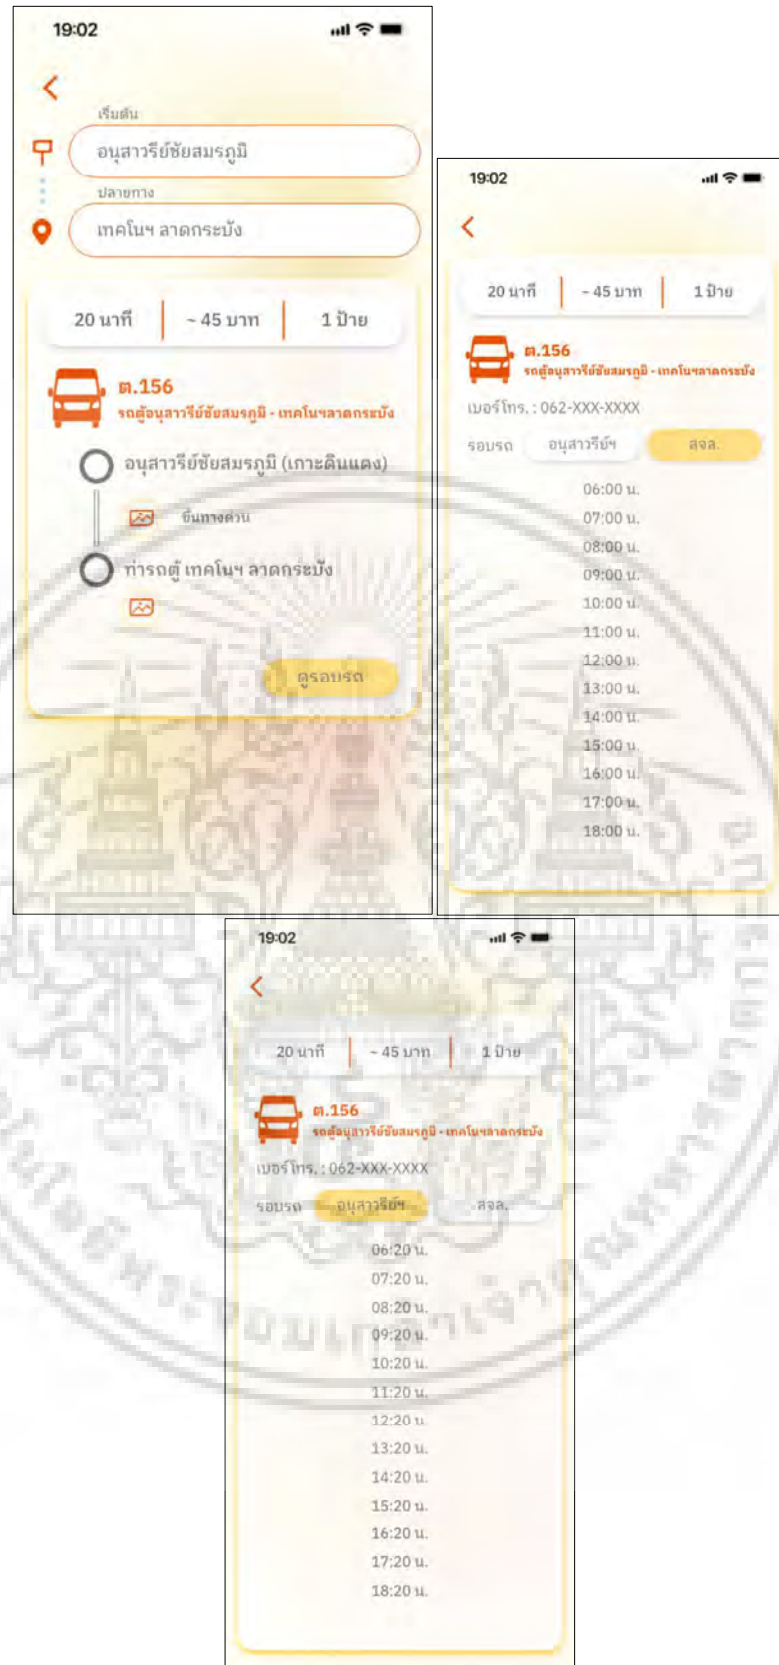 19:02
เริ่มต้น
อนุสาวรีย์ชัยสมรภูมิ
ปลายทาง
เทคโนฯ ลาดกระบัง
20 นาที ~ 45 บาท 1 ป้าย
ต.156
รถตู้อนุสาวรีย์ชัยสมรภูมิ - เทคโนฯลาดกระบัง
อนุสาวรีย์ชัยสมรภูมิ (เกาะดินแดง)
ขึ้นทางด่วน
ท่ารถตู้ เทคโนฯ ลาดกระบัง
ดูรอบรถ
19:02
20 นาที ~ 45 บาท 1 ป้าย
ต.156
รถตู้อนุสาวรีย์ชัยสมรภูมิ - เทคโนฯลาดกระบัง
เบอร์โทร. : 062-XXX-XXXX
รอบรถ อนุสาวรีย์ฯ สจล.
06:00 น.
07:00 น.
08:00 น.
09:00 น.
10:00 น.
11:00 น.
12:00 น.
13:00 น.
14:00 น.
15:00 น.
16:00 น.
17:00 น.
18:00 น.
19:02
20 นาที ~ 45 บาท 1 ป้าย
ต.156
รถตู้อนุสาวรีย์ชัยสมรภูมิ - เทคโนฯลาดกระบัง
เบอร์โทร. : 062-XXX-XXXX
รอบรถ อนุสาวรีย์ฯ สจล.
06:20 น.
07:20 น.
08:20 น.
09:20 น.
10:20 น.
11:20 น.
12:20 น.
13:20 น.
14:20 น.
15:20 น.
16:20 น.
17:20 น.
18:20 น.